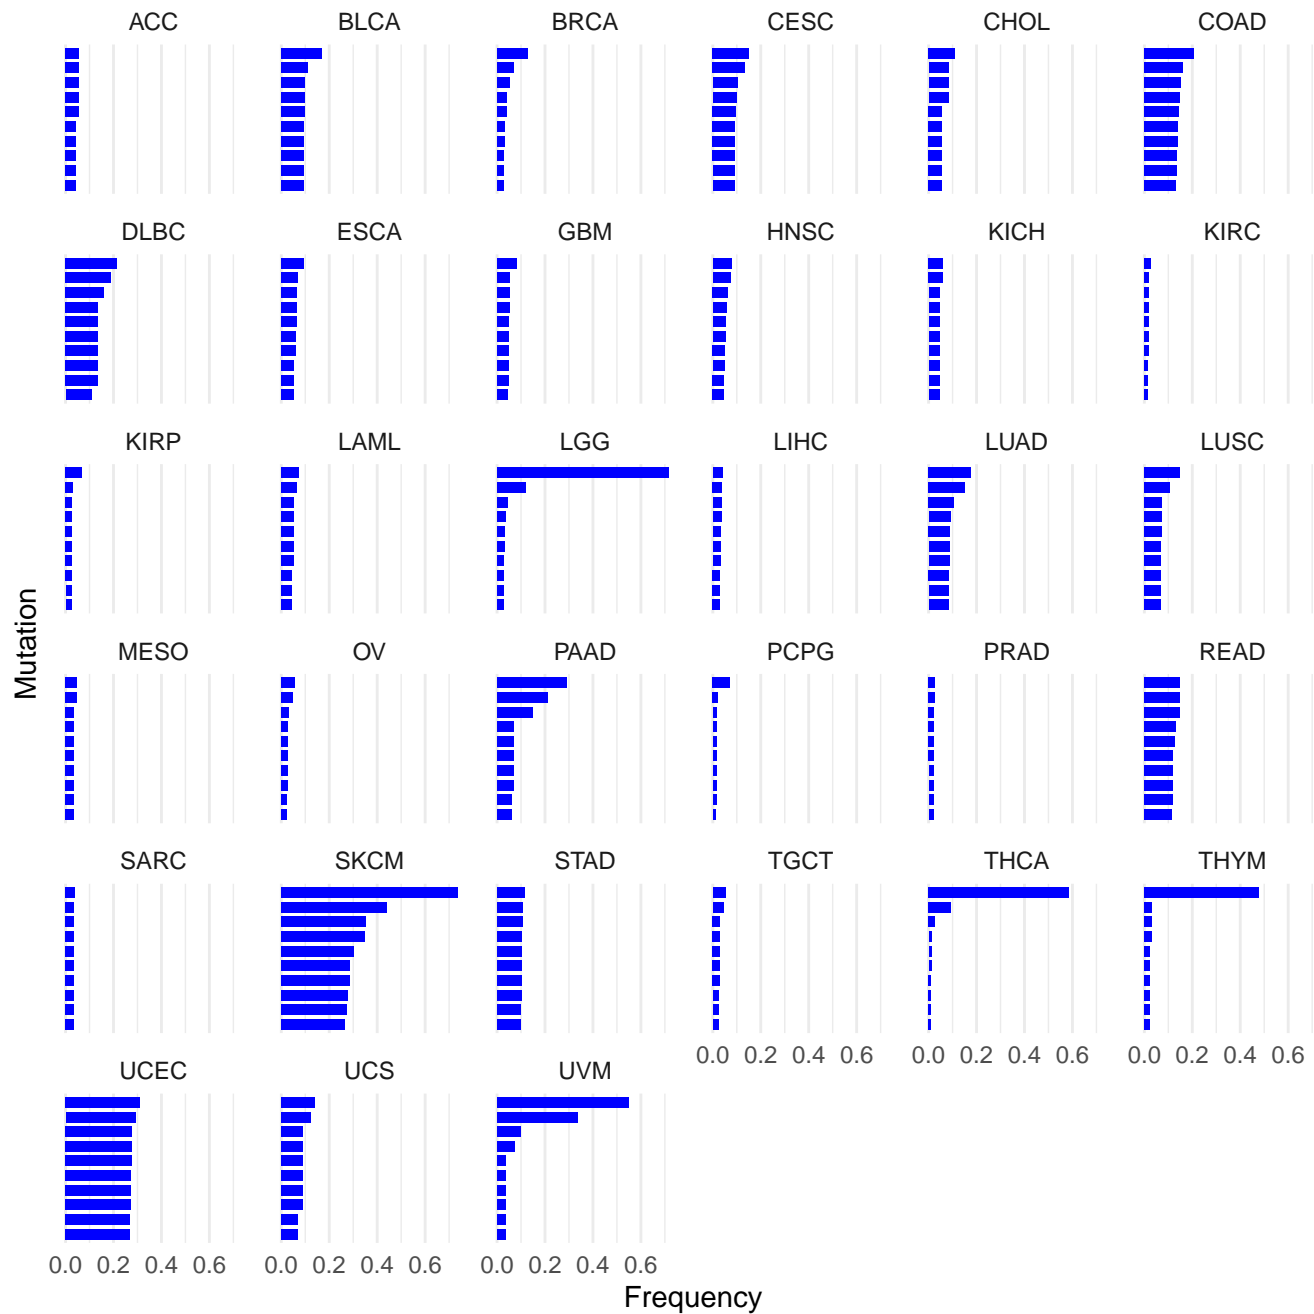 ACC BLCA BRCA CESC CHOL COAD
DLBC ESCA GBM HNSC KICH KIRC
KIRP LAML LGG LIHC LUAD LUSC
Mutation
MESO OV PAAD PCPG PRAD READ
SARC SKCM STAD TGCT THCA THYM
0.0 0.2 0.4 0.6 0.0 0.2 0.4 0.6 0.0 0.2 0.4 0.6
UCEC UCS UVM
0.0 0.2 0.4 0.6 0.0 0.2 0.4 0.6 0.0 0.2 0.4 0.6
Frequency